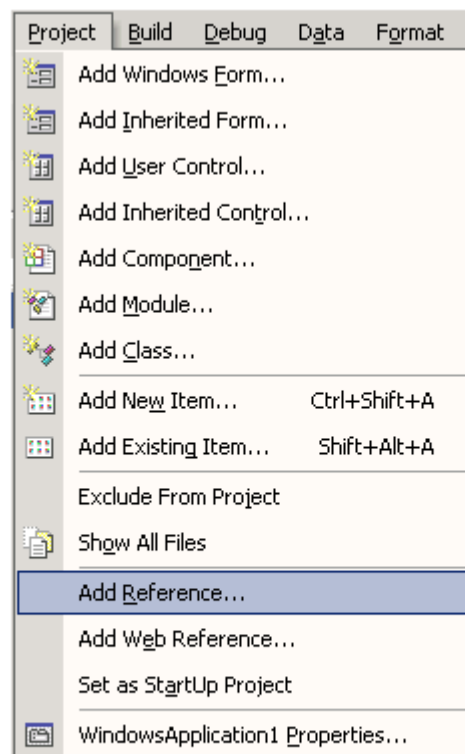 Project Build Debug Data Format
Add Windows Form...
Add Inherited Form...
Add User Control...
Add Inherited Control...
Add Component...
Add Module...
Add Class...
Add New Item... Ctrl+Shift+A
Add Existing Item... Shift+Alt+A
Exclude From Project
Show All Files
Add Reference...
Add Web Reference...
Set as StartUp Project
WindowsApplication1 Properties...